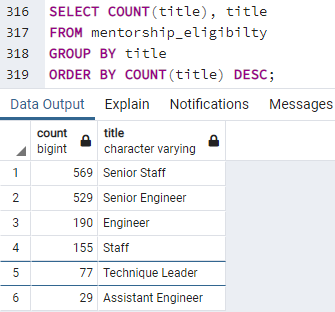 316 SELECT COUNT(title), title
317 FROM mentorship_eligibilty
318 GROUP BY title
319 ORDER BY COUNT(title) DESC;
Data Output Explain Notifications Messages
count title
bigint character varying
1 569 Senior Staff
2 529 Senior Engineer
3 190 Engineer
4 155 Staff
5 77 Technique Leader
6 29 Assistant Engineer